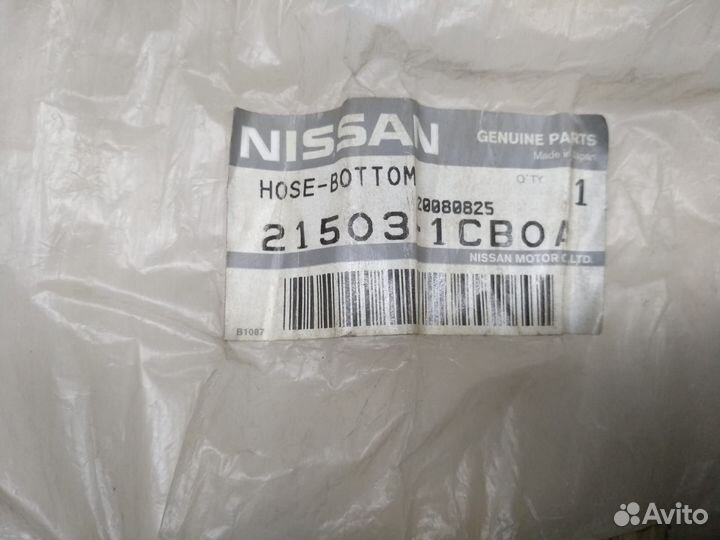 NISSAN
GENUINE PARTS
Made in Japan
HOSE-BOTTOM
Q'TY
1
20080825
21503-1CB0A
NISSAN MOTOR CO.,LTD.
B1087
Avito